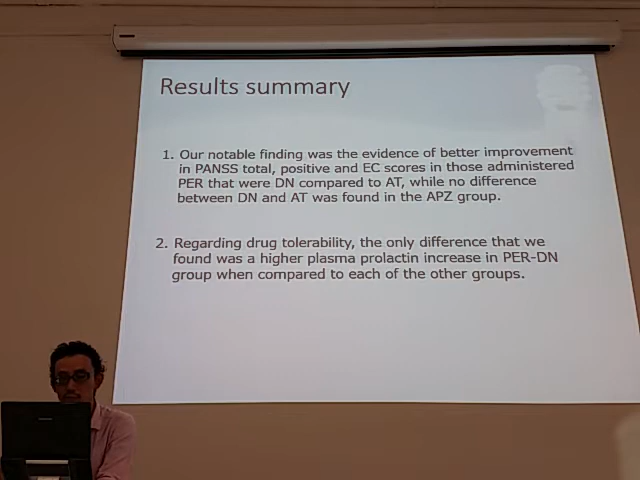 Results summary
1. Our notable finding was the evidence of better improvement
in PANSS total, positive and EC scores in those administered
PER that were DN compared to AT, while no difference
between DN and AT was found in the APZ group.
2. Regarding drug tolerability, the only difference that we
found was a higher plasma prolactin increase in PER-DN
group when compared to each of the other groups.